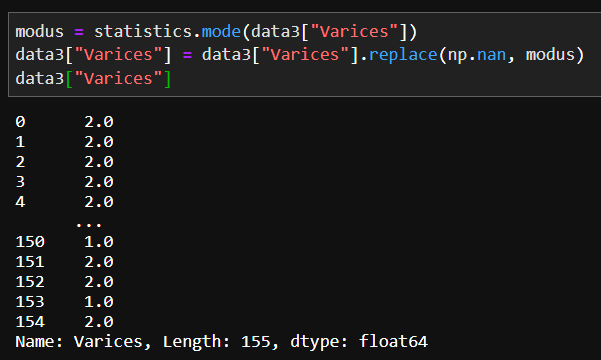 modus = statistics.mode(data3["Varices"])
data3["Varices"] = data3["Varices"].replace(np.nan, modus)
data3["Varices"]
0      2.0
1      2.0
2      2.0
3      2.0
4      2.0
      ...
150    1.0
151    2.0
152    2.0
153    1.0
154    2.0
Name: Varices, Length: 155, dtype: float64